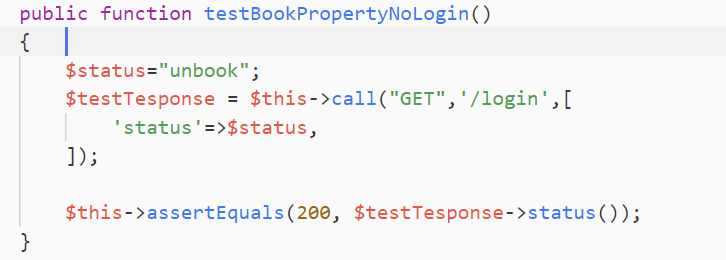 public function testBookPropertyNoLogin()
{
$status="unbook";
$testTesponse = $this->call("GET",'/login',[
'status'=>$status,
]);
$this->assertEquals(200, $testTesponse->status());
}